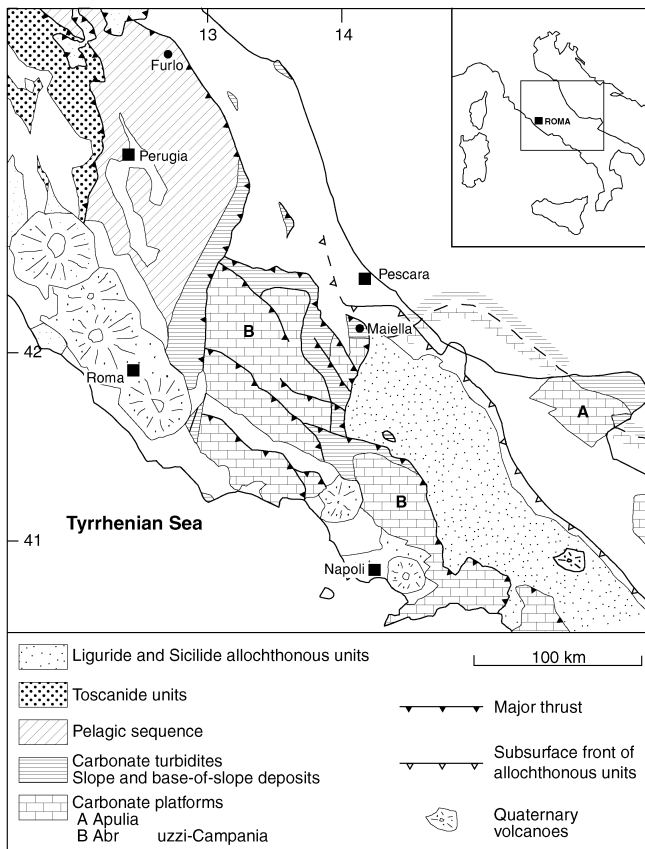 13
14
Furlo
ROMA
Perugia
Pescara
B
Maiella
42
Roma
A
B
Tyrrhenian Sea
41
Napoli
Liguride and Sicilide allochthonous units
100 km
Toscanide units
Major thrust
Pelagic sequence
Carbonate turbidites
Slope and base-of-slope deposits
Subsurface front of
allochthonous units
Carbonate platforms
A Apulia
B Abr uzzi-Campania
Quaternary
volcanoes